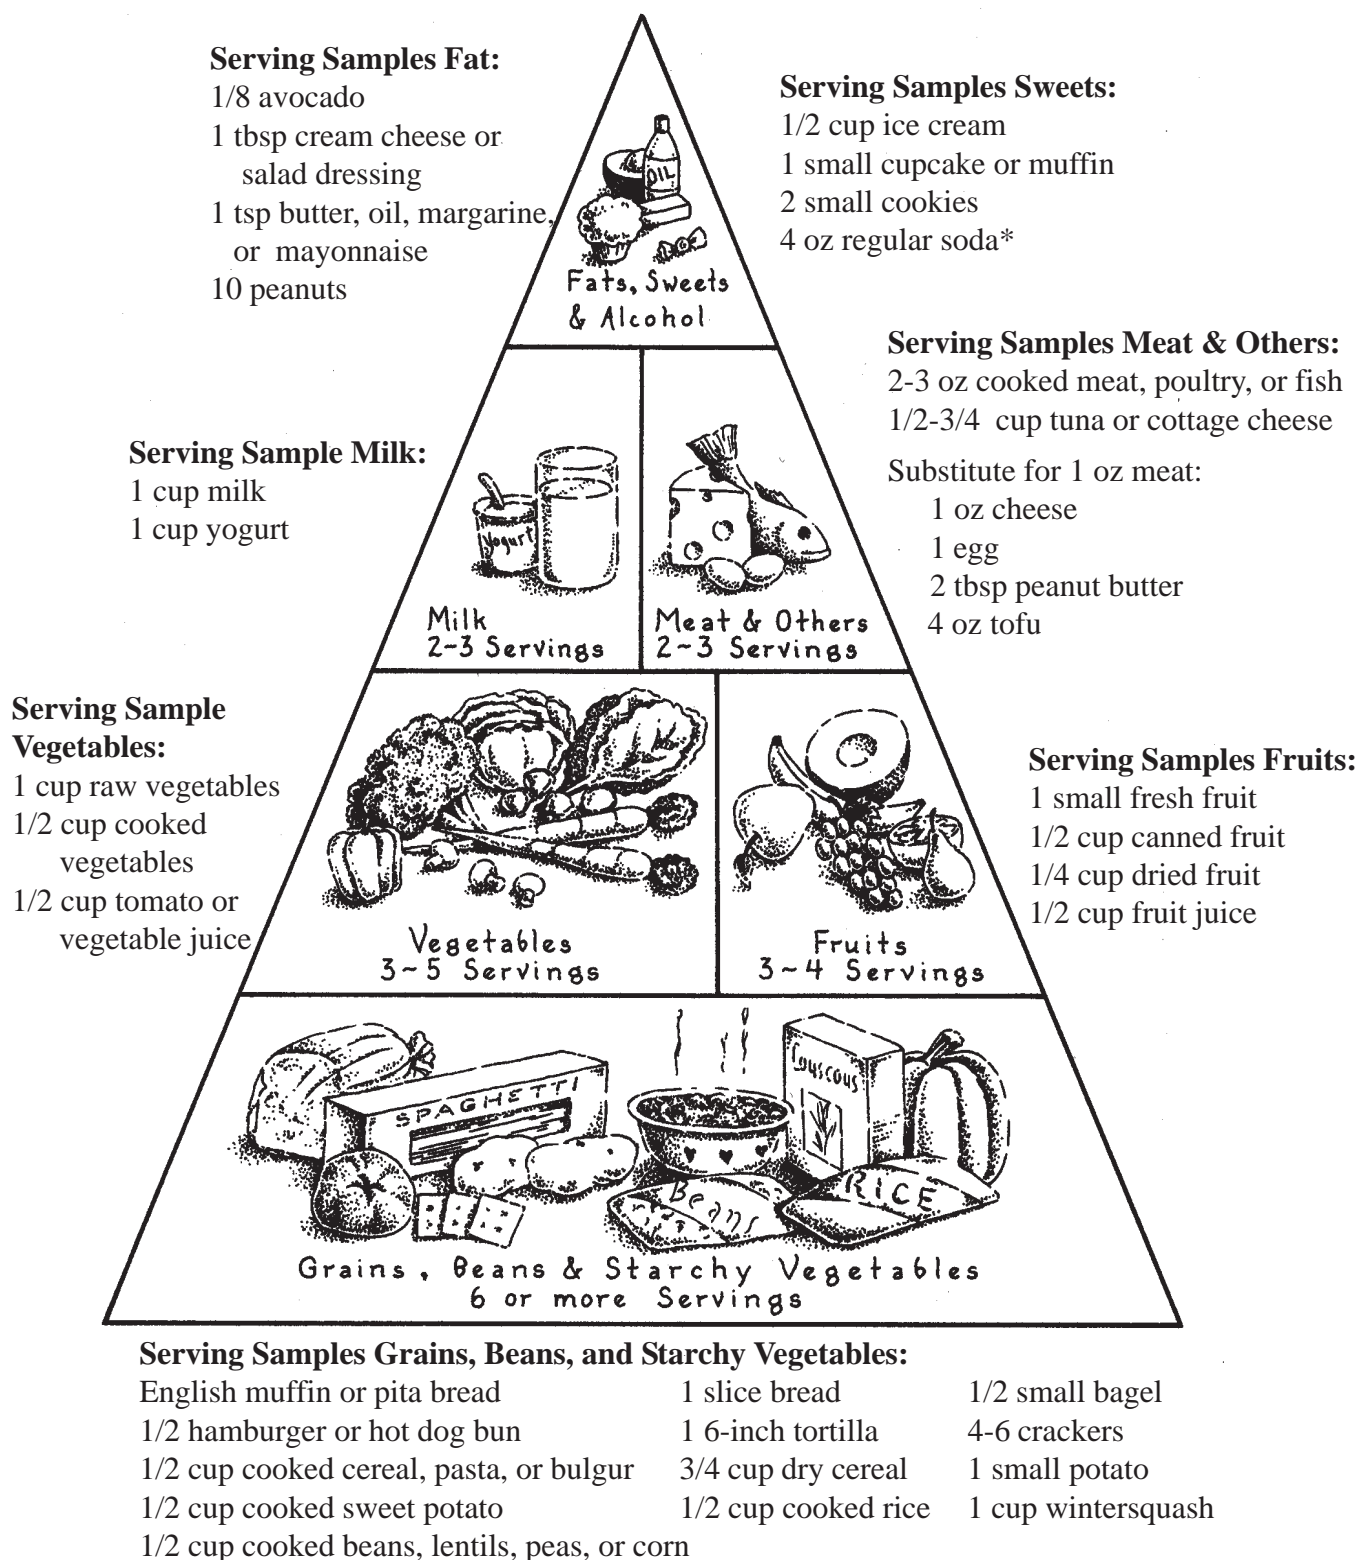 Serving Samples Fat:
1/8 avocado
1 tbsp cream cheese or
salad dressing
1 tsp butter, oil, margarine,
or mayonnaise
10 peanuts
Serving Samples Sweets:
1/2 cup ice cream
1 small cupcake or muffin
2 small cookies
4 oz regular soda*
OIL
Fats, Sweets
& Alcohol
Serving Samples Meat & Others:
2-3 oz cooked meat, poultry, or fish
1/2-3/4 cup tuna or cottage cheese
Substitute for 1 oz meat:
1 oz cheese
1 egg
2 tbsp peanut butter
4 oz tofu
Serving Sample Milk:
1 cup milk
1 cup yogurt
Yogurt
Milk
2-3 Servings
Meat & Others
2~3 Servings
Serving Sample
Vegetables:
1 cup raw vegetables
1/2 cup cooked
vegetables
1/2 cup tomato or
vegetable juice
Vegetables
3~5 Servings
Fruits
3~4 Servings
Serving Samples Fruits:
1 small fresh fruit
1/2 cup canned fruit
1/4 cup dried fruit
1/2 cup fruit juice
SPAGHETTI
Couscous
Beans
RICE
Grains, Beans & Starchy Vegetables
6 or more Servings
Serving Samples Grains, Beans, and Starchy Vegetables:
English muffin or pita bread
1/2 hamburger or hot dog bun
1/2 cup cooked cereal, pasta, or bulgur
1/2 cup cooked sweet potato
1/2 cup cooked beans, lentils, peas, or corn
1 slice bread
1 6-inch tortilla
3/4 cup dry cereal
1/2 cup cooked rice
1/2 small bagel
4-6 crackers
1 small potato
1 cup wintersquash